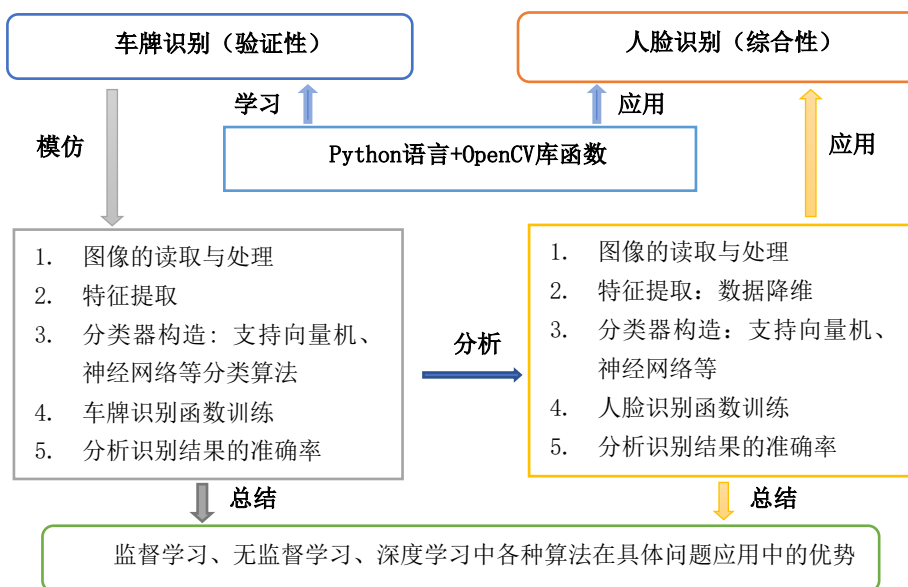 车牌识别（验证性）
人脸识别（综合性）
学习
应用
模仿
Python语言+OpenCV库函数
应用
1. 图像的读取与处理
2. 特征提取
3. 分类器构造：支持向量机、
神经网络等分类算法
4. 车牌识别函数训练
5. 分析识别结果的准确率
分析
1. 图像的读取与处理
2. 特征提取：数据降维
3. 分类器构造：支持向量机、
神经网络等
4. 人脸识别函数训练
5. 分析识别结果的准确率
总结
总结
监督学习、无监督学习、深度学习中各种算法在具体问题应用中的优势